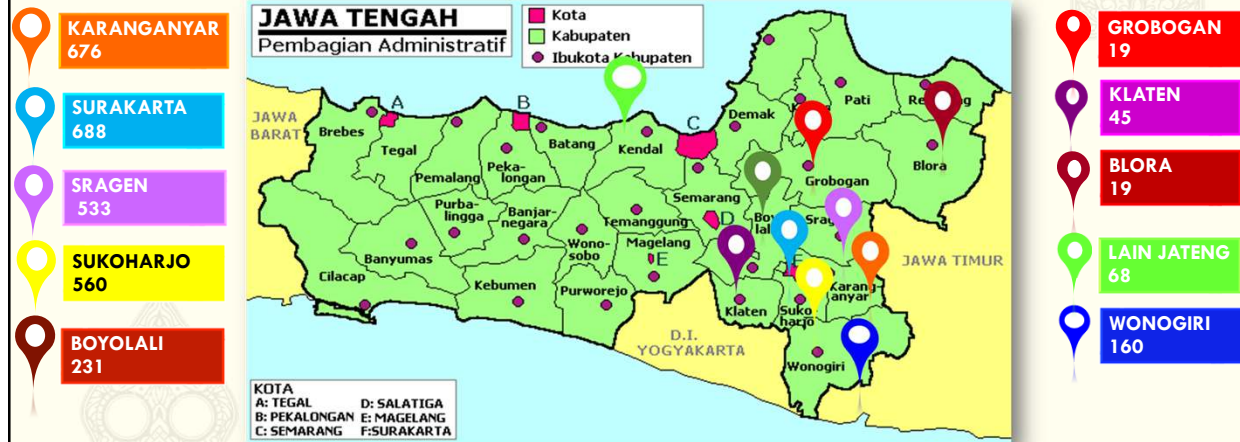 KARANGANYAR
676
SURAKARTA
688
SRAGEN
533
SUKOHARJO
560
BOYOLALI
231
JAWA TENGAH
Pembagian Administratif
Kota
Kabupaten
Ibukota Kabupaten
JAWA
BARAT
A
B
C
D
E
Brebes
Tegal
Pemalang
Peka-
longan
Batang
Kendal
Demak
Pati
Blora
Grobogan
Semarang
Purba-
lingga
Banjar-
negara
Temanggung
Wono-
sobo
Magelang
Banyumas
Cilacap
Kebumen
Purworejo
Klaten
Suko
harjo
Karan
anyar
Wonogiri
JAWA TIMUR
D.I.
YOGYAKARTA
KOTA
A: TEGAL D: SALATIGA
B: PEKALONGAN E: MAGELANG
C: SEMARANG F:SURAKARTA
GROBOGAN
19
KLATEN
45
BLORA
19
LAIN JATENG
68
WONOGIRI
160